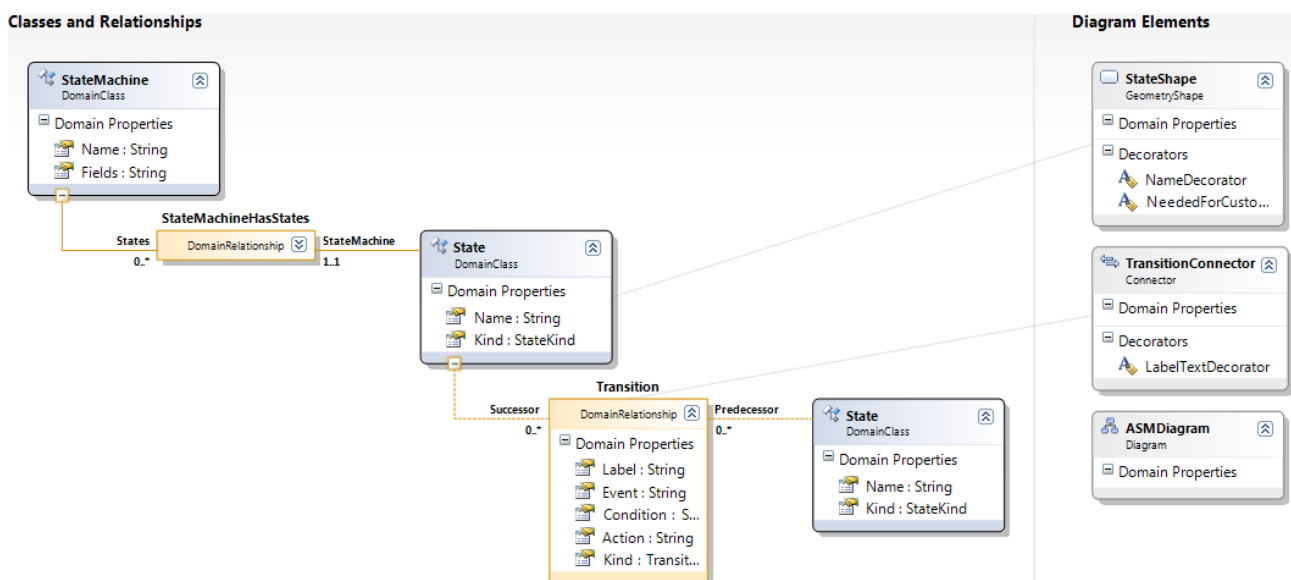 Classes and Relationships
Diagram Elements
StateMachine
DomainClass
Domain Properties
Name : String
Fields : String
StateMachineHasStates
States
DomainRelationship
StateMachine
0..*
1..1
State
DomainClass
Domain Properties
Name : String
Kind : StateKind
Transition
Successor
DomainRelationship
Predecessor
0..*
0..*
Domain Properties
Label : String
Event : String
Condition : S...
Action : String
Kind : Transit...
State
DomainClass
Domain Properties
Name : String
Kind : StateKind
StateShape
GeometryShape
Domain Properties
Decorators
NameDecorator
NeededForCusto...
TransitionConnector
Connector
Domain Properties
Decorators
LabelTextDecorator
ASMDiagram
Diagram
Domain Properties